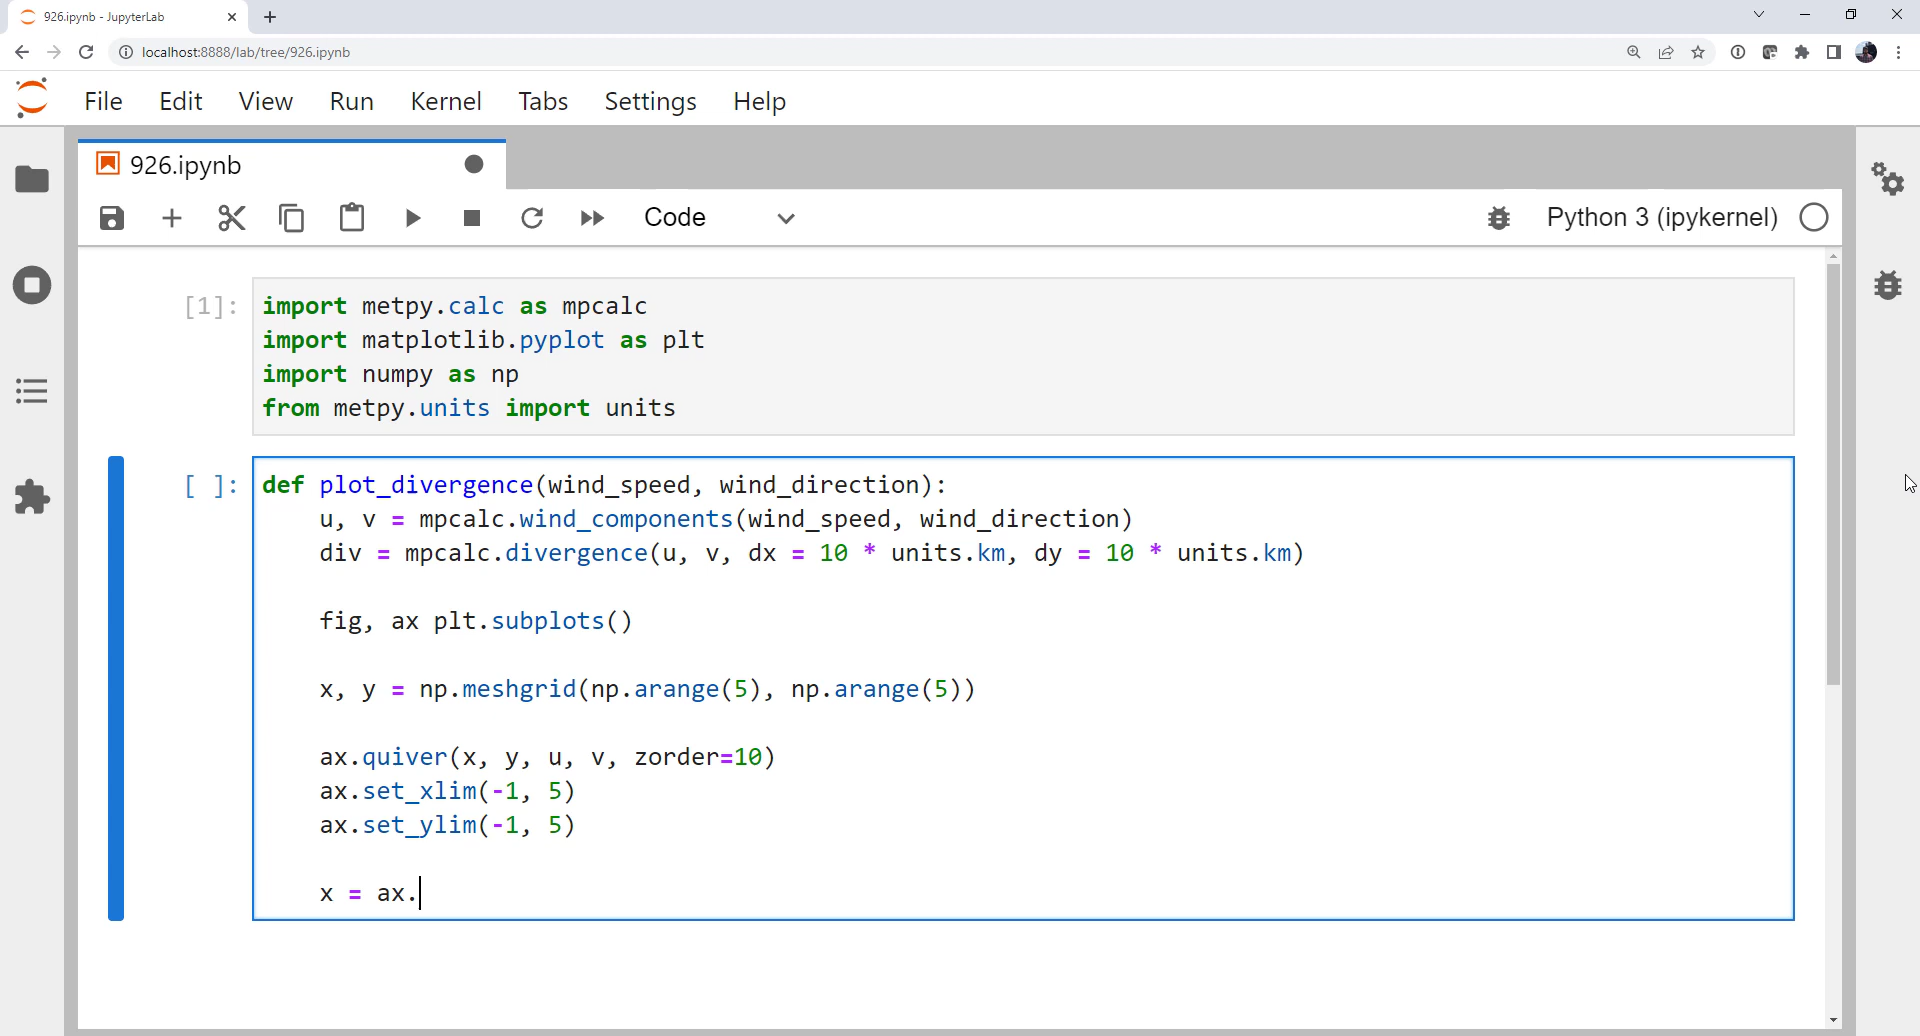 926.ipynb - JupyterLab
localhost:8888/lab/tree/926.ipynb
File Edit View Run Kernel Tabs Settings Help
926.ipynb
Code
Python 3 (ipykernel)
[1]:
import metpy.calc as mpcalc
import matplotlib.pyplot as plt
import numpy as np
from metpy.units import units
[ ]:
def plot_divergence(wind_speed, wind_direction):
    u, v = mpcalc.wind_components(wind_speed, wind_direction)
    div = mpcalc.divergence(u, v, dx = 10 * units.km, dy = 10 * units.km)
    fig, ax plt.subplots()
    x, y = np.meshgrid(np.arange(5), np.arange(5))
    ax.quiver(x, y, u, v, zorder=10)
    ax.set_xlim(-1, 5)
    ax.set_ylim(-1, 5)
    x = ax.